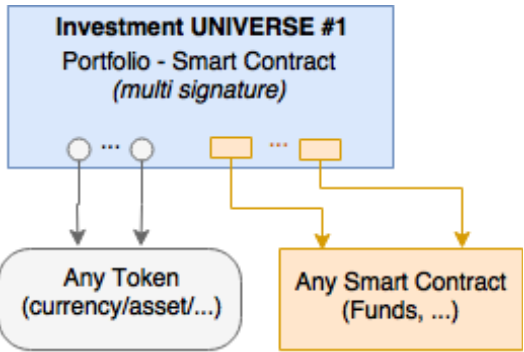 Investment UNIVERSE #1
Portfolio - Smart Contract
(multi signature)
... ...
Any Token
(currency/asset/...)
Any Smart Contract
(Funds, ...)